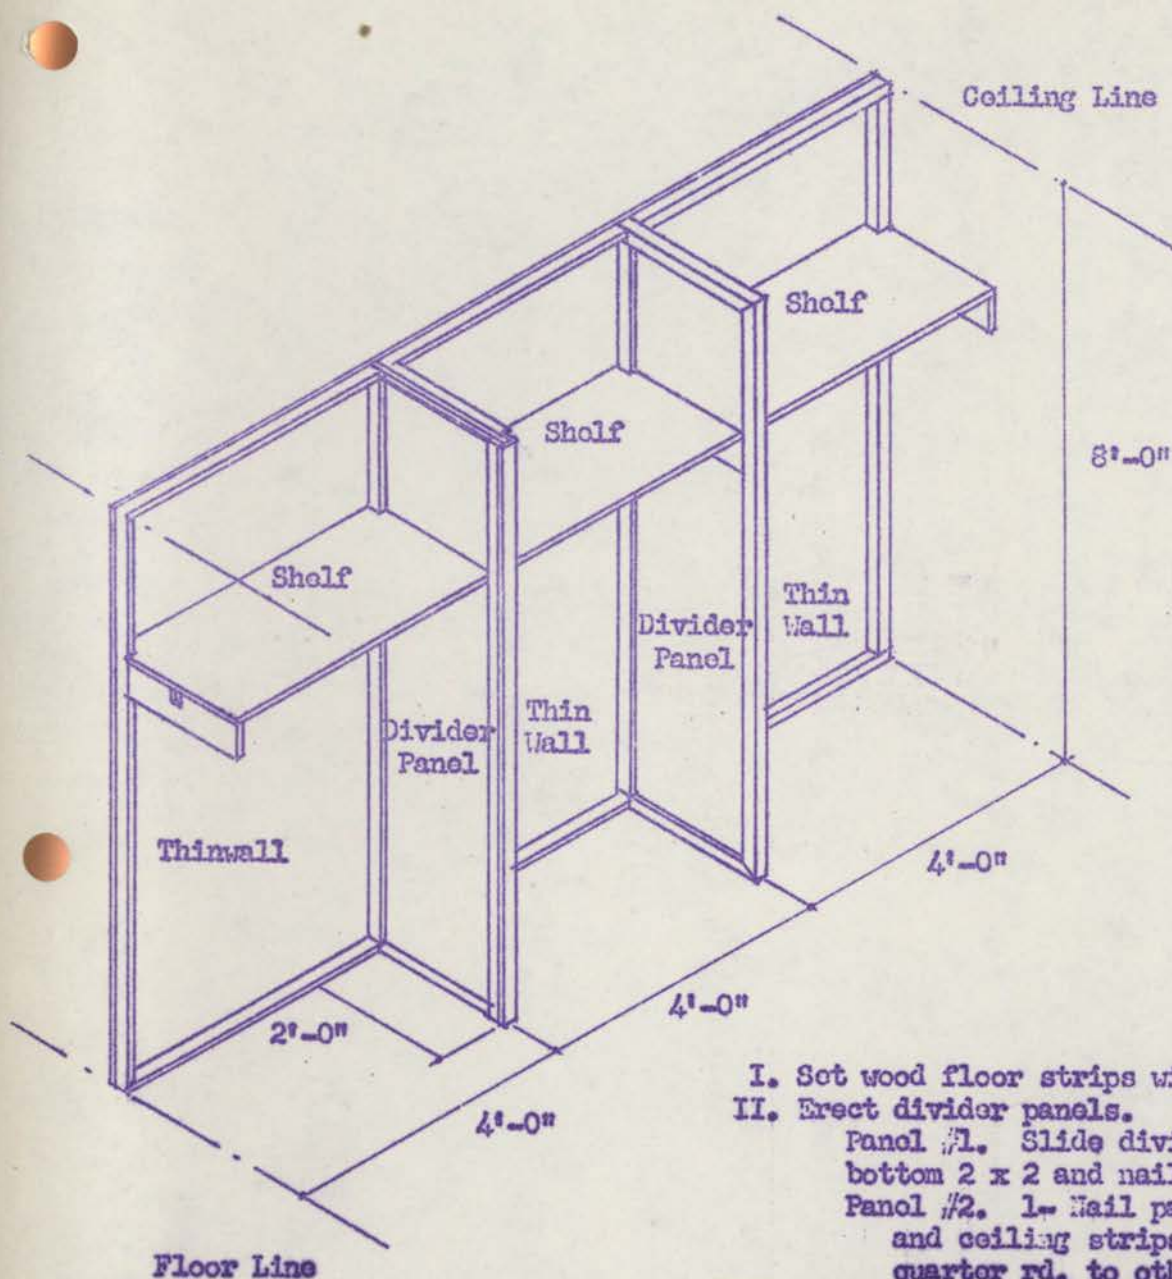 Ceiling Line
Shelf
Shelf
8'-0"
Shelf
Thin
Wall
Divider
Panel
Thin
Wall
Divider
Panel
Thinwall
4'-0"
4'-0"
2'-0"
4'-0"
Floor Line
I. Set wood floor strips
II. Erect divider panels.
Panel #1. Slide
bottom 2 x 2 and
Panel #2. 1- Nail
and ceiling strips
quarter rd. to